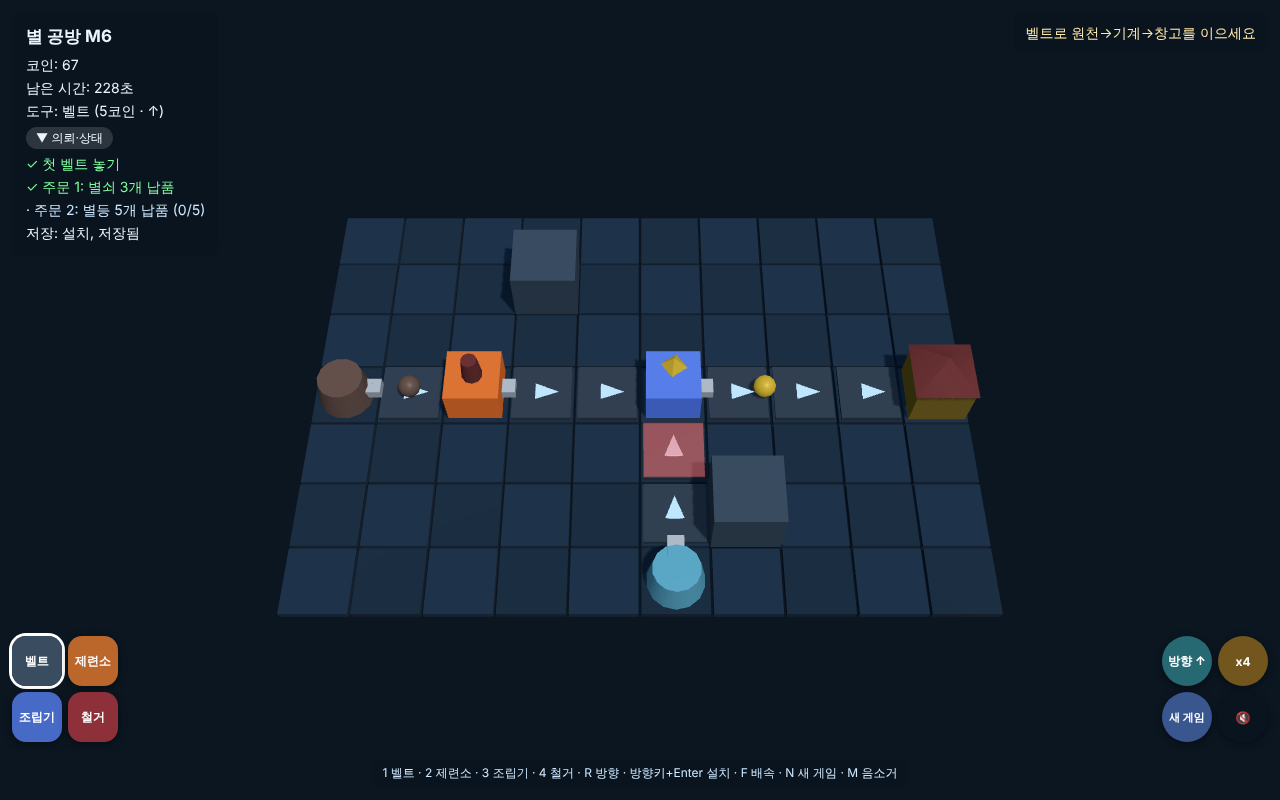 별 공방 M6
코인: 67
남은 시간: 228초
도구: 벨트 (5코인 · ↑)
▼ 의뢰·상태
✓ 첫 벨트 놓기
✓ 주문 1: 별쇠 3개 납품
· 주문 2: 별등 5개 납품 (0/5)
저장: 설치, 저장됨
벨트로 원천→기계→창고를 이으세요
벨트
제련소
조립기
철거
방향 ↑
x4
새 게임
1 벨트 · 2 제련소 · 3 조립기 · 4 철거 · R 방향 · 방향키+Enter 설치 · F 배속 · N 새 게임 · M 음소거